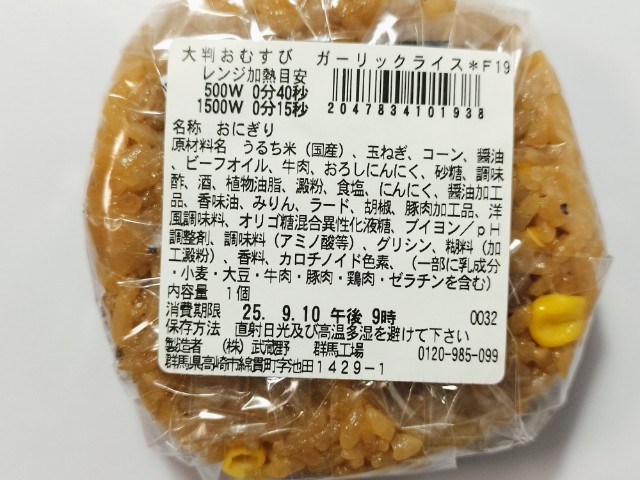 大判おむすび ガーリックライス*F19
レンジ加熱目安
500W 0分40秒
1500W 0分15秒
2047834101938
名称 おにぎり
原材料名 うるち米(国産)、玉ねぎ、コーン、醤油
、ビーフオイル、牛肉、おろしにんにく、砂糖、調味
酢、酒、植物油脂、澱粉、食塩、にんにく、醤油加工
品、香味油、みりん、ラード、胡椒、豚肉加工品、洋
風調味料、オリゴ糖混合異性化液糖、ブイヨン/pH
調整剤、調味料(アミノ酸等)、グリシン、糊料(加
工澱粉)、香料、カロチノイド色素、(一部に乳成分
・小麦・大豆・牛肉・豚肉・鶏肉・ゼラチンを含む)
内容量 1個
消費期限 25. 9.10 午後 9時 0032
保存方法 直射日光及び高温多湿を避けて下さい
製造者 (株)武蔵野 群馬工場 0120-985-099
群馬県高崎市綿貫町字池田1429-1